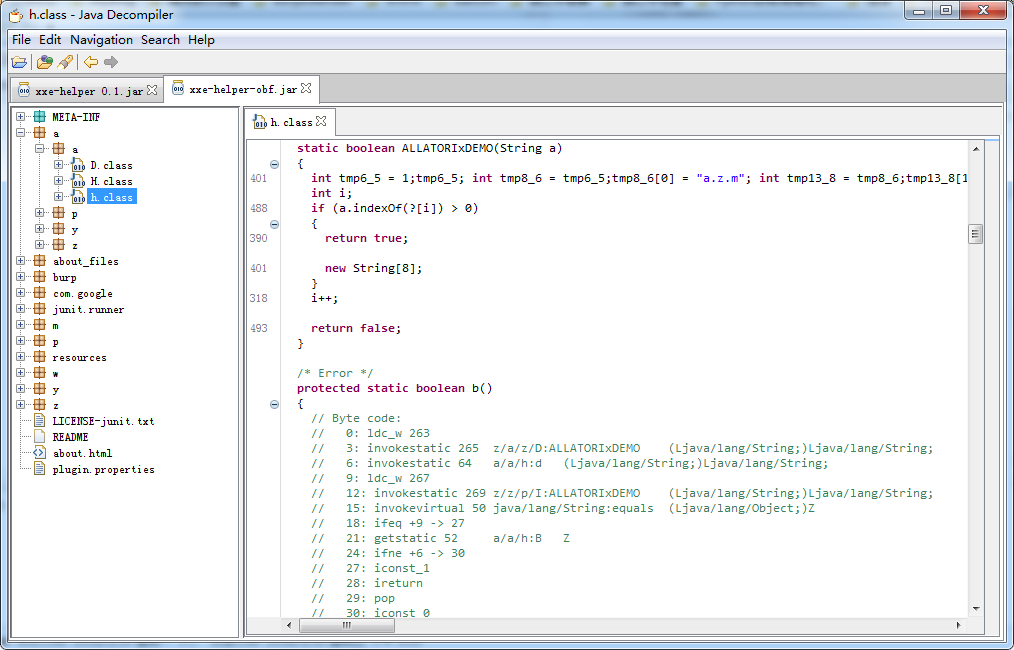 h.class - Java Decompiler
File Edit Navigation Search Help
xxe-helper 0.1.jar
xxe-helper-obf.jar
META-INF
a
a
D.class
H.class
h.class
p
y
z
about_files
burp
com.google
junit.runner
m
p
resources
w
y
z
LICENSE-junit.txt
README
about.html
plugin.properties
h.class
static boolean ALLATORIxDEMO(String a)
{
401 int tmp6_5 = 1;tmp6_5; int tmp8_6 = tmp6_5;tmp8_6[0] = "a.z.m"; int tmp13_8 = tmp8_6;tmp13_8[1
int i;
488 if (a.indexOf(?[i]) > 0)
{
390 return true;
401 new String[8];
}
318 i++;
493 return false;
}
/* Error */
protected static boolean b()
{
// Byte code:
// 0: ldc_w 263
// 3: invokestatic 265 z/a/z/D:ALLATORIxDEMO (Ljava/lang/String;)Ljava/lang/String;
// 6: invokestatic 64 a/a/h:d (Ljava/lang/String;)Ljava/lang/String;
// 9: ldc_w 267
// 12: invokestatic 269 z/z/p/I:ALLATORIxDEMO (Ljava/lang/String;)Ljava/lang/String;
// 15: invokevirtual 50 java/lang/String:equals (Ljava/lang/Object;)Z
// 18: ifeq +9 -> 27
// 21: getstatic 52 a/a/h:B Z
// 24: ifne +6 -> 30
// 27: iconst_1
// 28: ireturn
// 29: pop
// 30: iconst_0